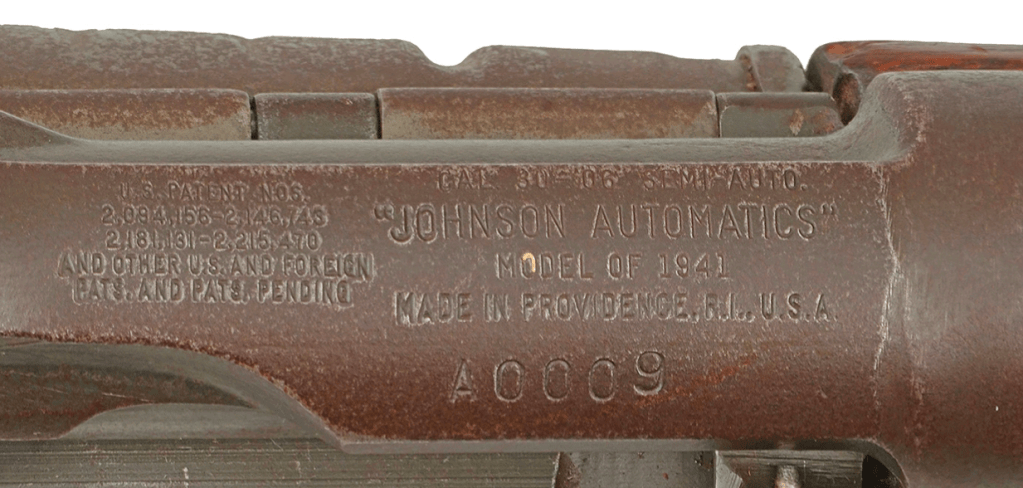 U.S. PATENT NOS.
2,094,156-2,146,743
2,181,131-2,215,470
AND OTHER U.S. AND FOREIGN
PATS. AND PATS. PENDING
CAL. 30-06 SEMI-AUTO.
"JOHNSON AUTOMATICS"
MODEL OF 1941
MADE IN PROVIDENCE, R.I., U.S.A.
A0009